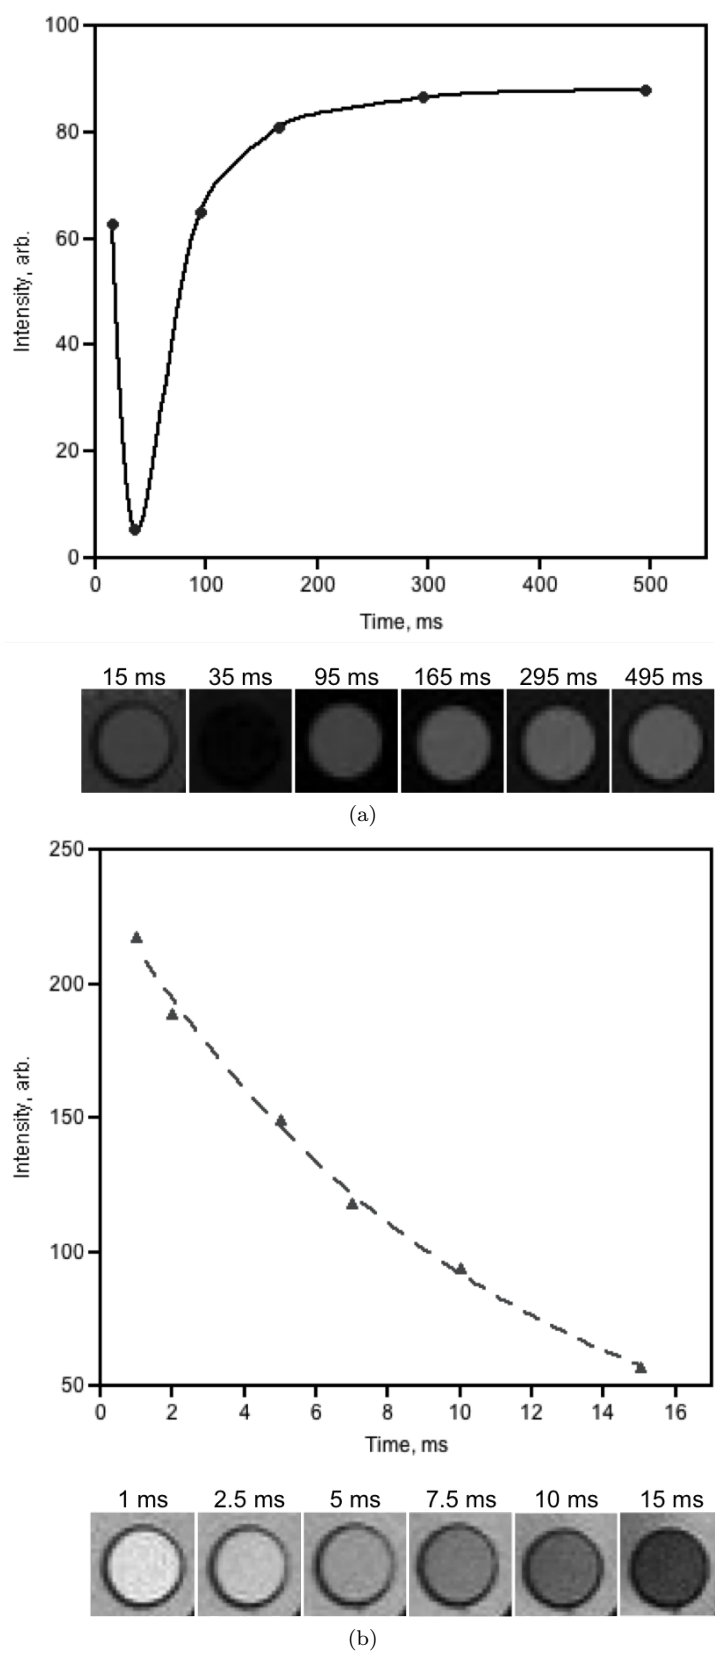 100
80
60
40
20
0
Intensity, arb.
0 100 200 300 400 500
Time, ms
15 ms 35 ms 95 ms 165 ms 295 ms 495 ms
(a)
250
200
150
100
50
Intensity, arb.
0 2 4 6 8 10 12 14 16
Time, ms
1 ms 2.5 ms 5 ms 7.5 ms 10 ms 15 ms
(b)